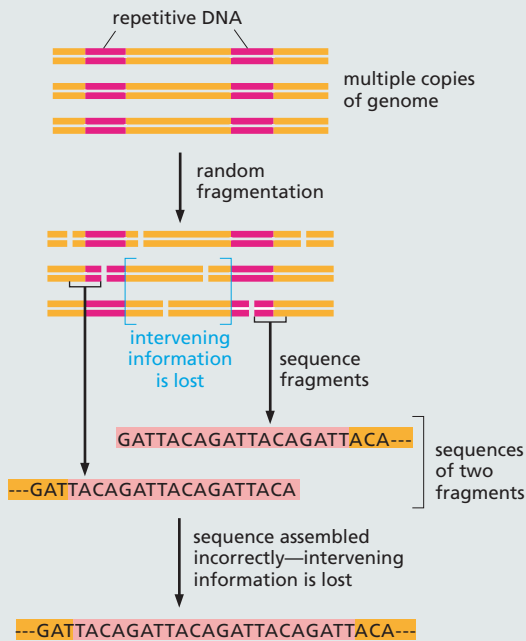 repetitive DNA
multiple copies
of genome
random
fragmentation
intervening
information
is lost
sequence
fragments
GATTACAGATTACAGATTACA---
sequences
of two
fragments
---GATTACAGATTACAGATTACA
sequence assembled
incorrectly—intervening
information is lost
---GATTACAGATTACAGATTACAGATTACA---